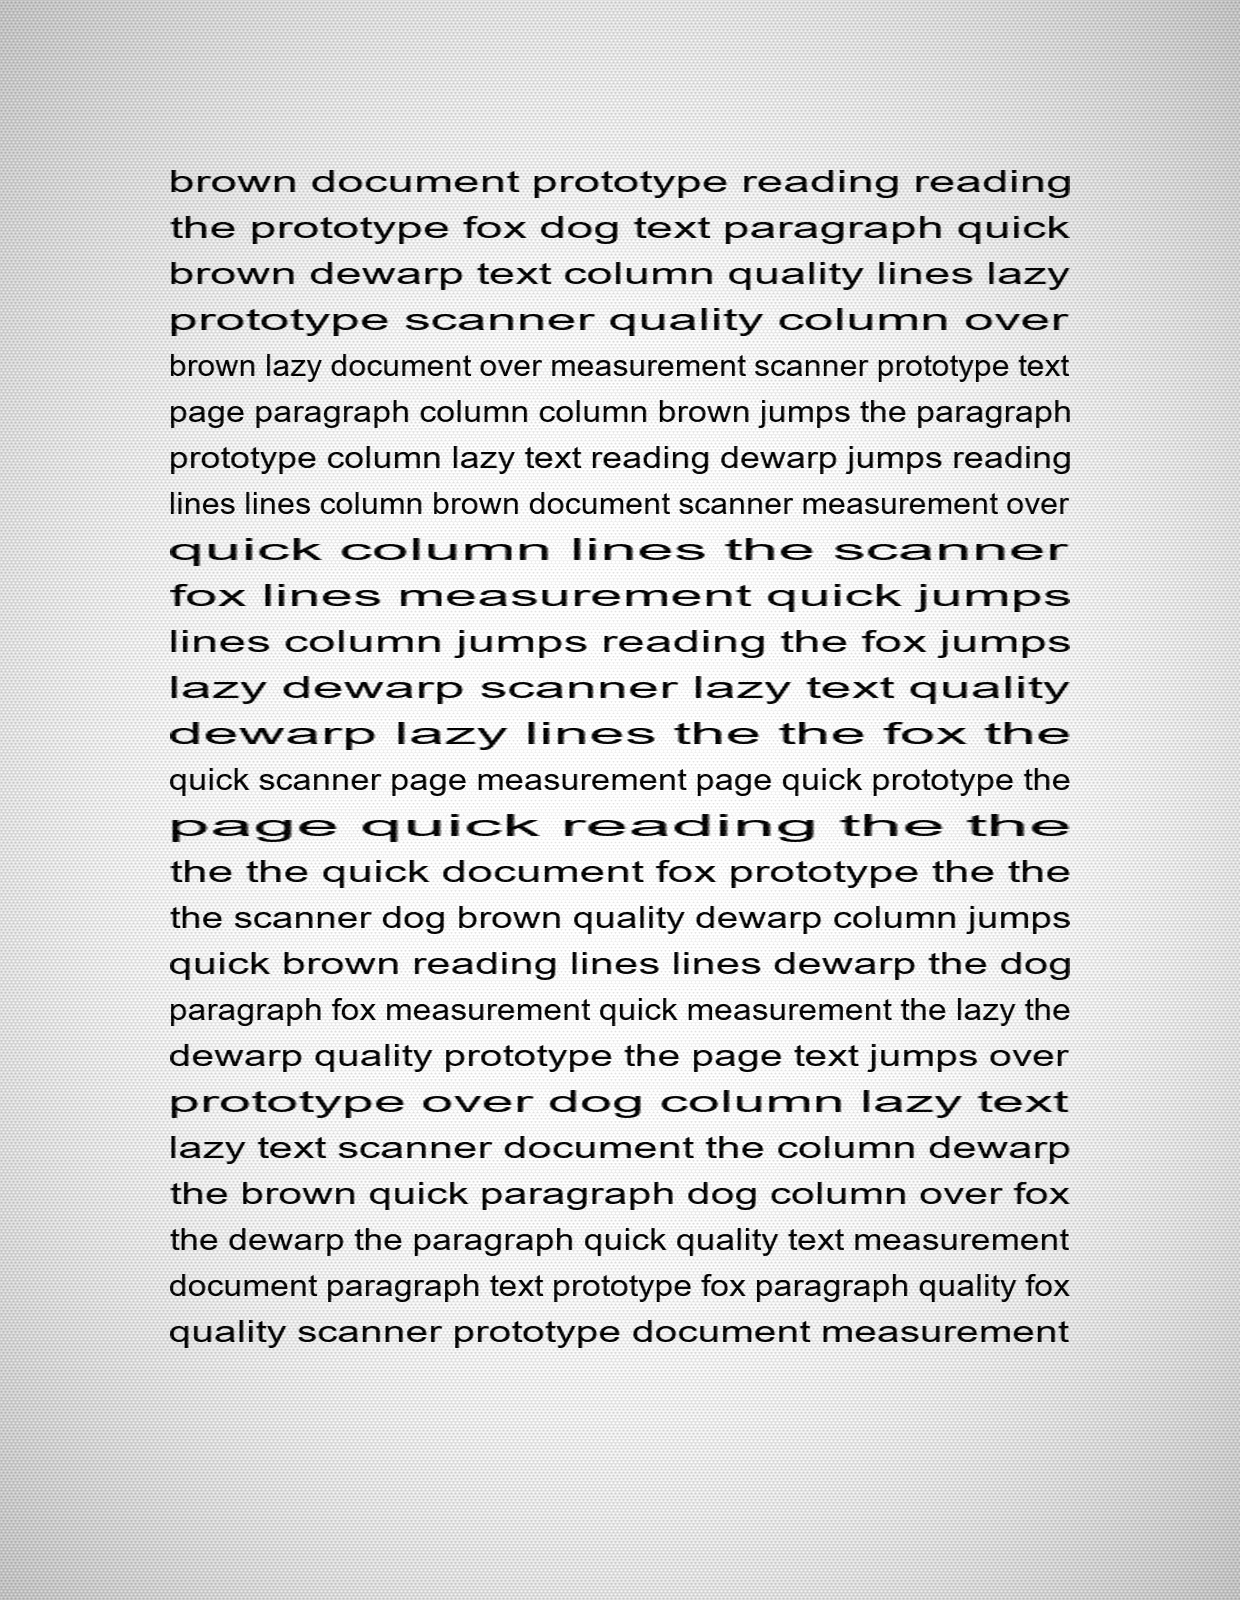 brown document prototype reading reading
the prototype fox dog text paragraph quick
brown dewarp text column quality lines lazy
prototype scanner quality column over
brown lazy document over measurement scanner prototype text
page paragraph column column brown jumps the paragraph
prototype column lazy text reading dewarp jumps reading
lines lines column brown document scanner measurement over
quick column lines the scanner
fox lines measurement quick jumps
lines column jumps reading the fox jumps
lazy dewarp scanner lazy text quality
dewarp lazy lines the the fox the
quick scanner page measurement page quick prototype the
page quick reading the the
the the quick document fox prototype the the
the scanner dog brown quality dewarp column jumps
quick brown reading lines lines dewarp the dog
paragraph fox measurement quick measurement the lazy the
dewarp quality prototype the page text jumps over
prototype over dog column lazy text
lazy text scanner document the column dewarp
the brown quick paragraph dog column over fox
the dewarp the paragraph quick quality text measurement
document paragraph text prototype fox paragraph quality fox
quality scanner prototype document measurement